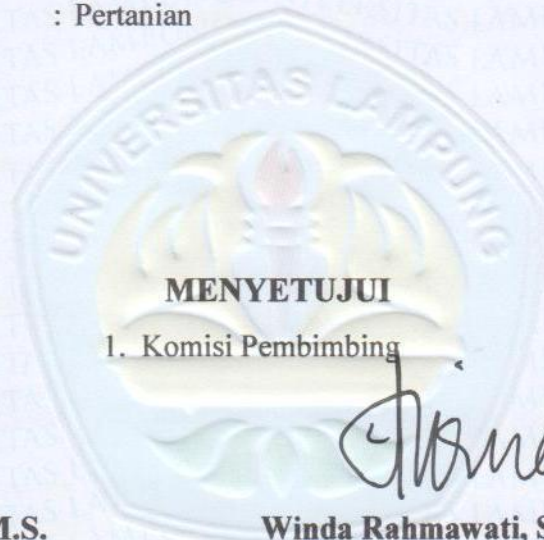 : Pertanian
UNIVERSITAS LAMPUNG
MENYETUJUI
1. Komisi Pembimbing
M.S. Winda Rahmawati, S